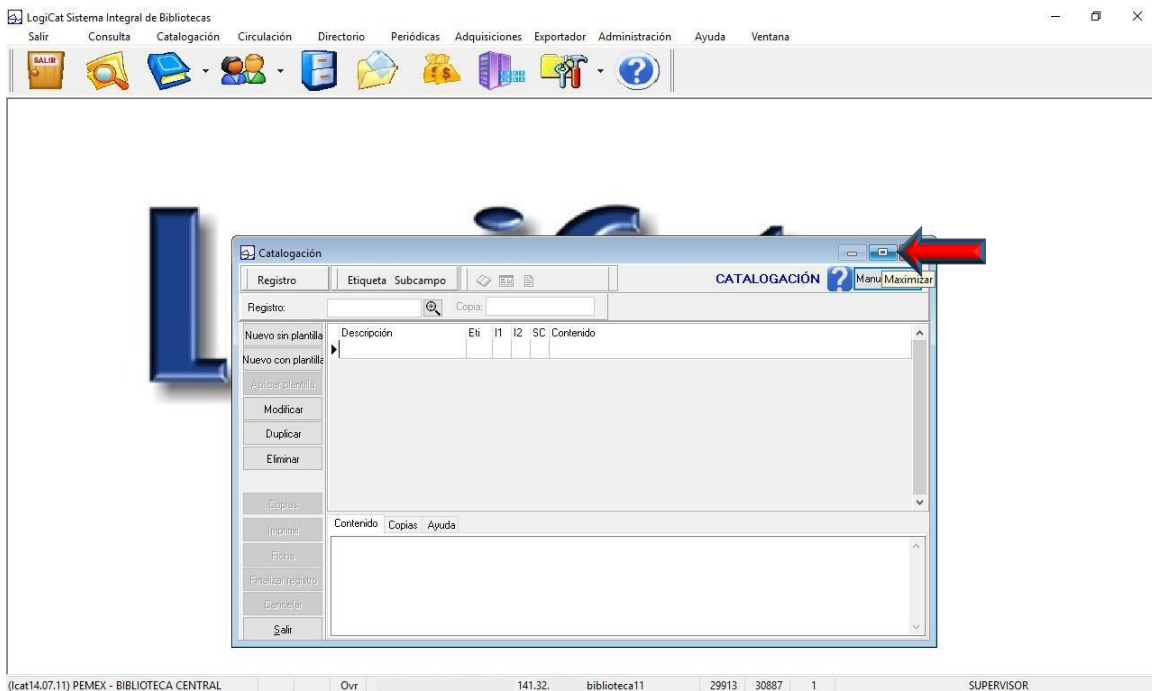 LogiCat Sistema Integral de Bibliotecas
Salir Consulta Catalogación Circulación Directorio Periódicas Adquisiciones Exportador Administración Ayuda Ventana
SALIR
Catalogación
Registro Etiqueta Subcampo CATALOGACIÓN Manu Maximizar
Registro: Copia:
Nuevo sin plantilla Descripción Eti I1 I2 SC Contenido
Nuevo con plantilla
Aplicar plantilla
Modificar
Duplicar
Eliminar
Copias
Contenido Copias Ayuda
Imprimir
Ficha
Finalizar registro
Cancelar
Salir
(lcat14.07.11) PEMEX - BIBLIOTECA CENTRAL Ovr 141.32. biblioteca11 29913 30887 1 SUPERVISOR